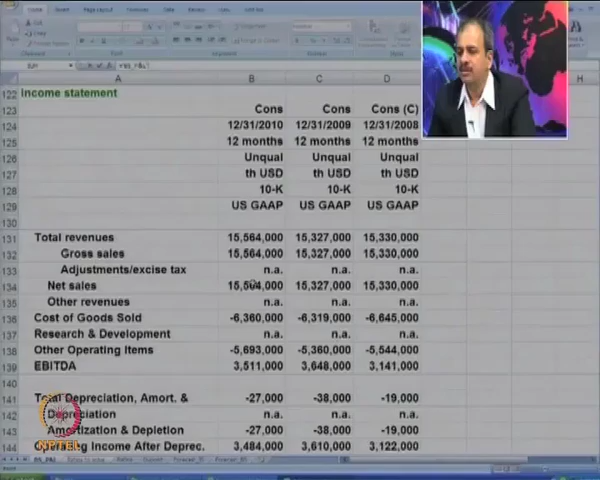 122 Income statement
123 Cons Cons Cons (C)
124 12/31/2010 12/31/2009 12/31/2008
125 12 months 12 months 12 months
126 Unqual Unqual Unqual
127 th USD th USD th USD
128 10-K 10-K 10-K
129 US GAAP US GAAP US GAAP
130
131 Total revenues 15,564,000 15,327,000 15,330,000
132 Gross sales 15,564,000 15,327,000 15,330,000
133 Adjustments/excise tax n.a. n.a. n.a.
134 Net sales 15,564,000 15,327,000 15,330,000
135 Other revenues n.a. n.a. n.a.
136 Cost of Goods Sold -6,360,000 -6,319,000 -6,645,000
137 Research & Development n.a. n.a. n.a.
138 Other Operating Items -5,693,000 -5,360,000 -5,544,000
139 EBITDA 3,511,000 3,648,000 3,141,000
140
141 Total Depreciation, Amort. & -27,000 -38,000 -19,000
142 Depreciation n.a. n.a. n.a.
143 Amortization & Depletion -27,000 -38,000 -19,000
144 Operating Income After Deprec. 3,484,000 3,610,000 3,122,000
A B C D H
NPTEL